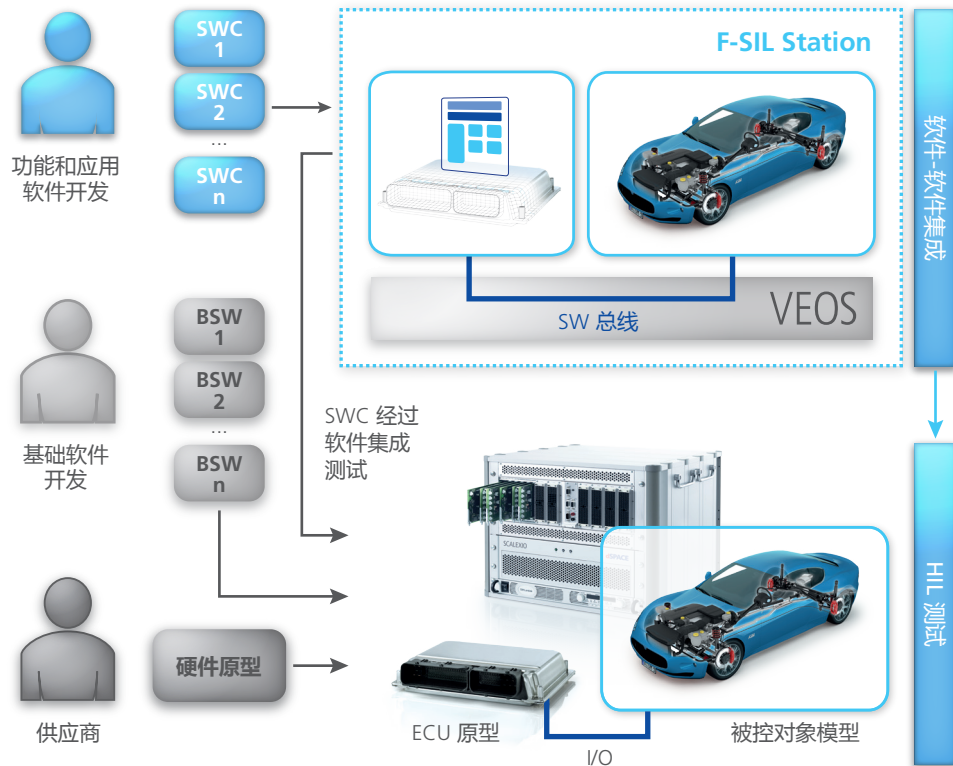 SWC
1
SWC
2
...
SWC
n
功能和应用
软件开发
F-SIL Station
SW 总线
VEOS
软件-软件集成
BSW
1
BSW
2
...
BSW
n
基础软件
开发
SWC 经过
软件集成
测试
SCALEXIO
dSPACE
HIL 测试
硬件原型
供应商
ECU 原型
I/O
被控对象模型